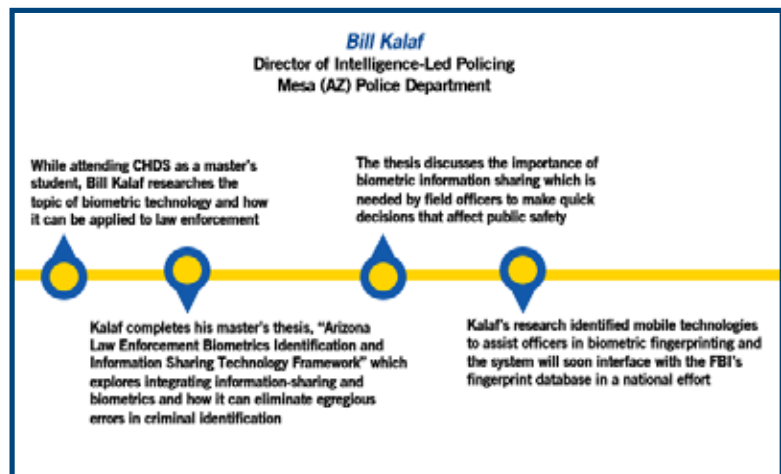 Bill Kalaf
Director of Intelligence-Led Policing
Mesa (AZ) Police Department
While attending CHDS as a master's
student, Bill Kalaf researches the
topic of biometric technology and how
it can be applied to law enforcement
Kalaf completes his master's thesis, “Arizona
Law Enforcement Biometrics Identification and
Information Sharing Technology Framework” which
explores integrating information-sharing and
biometrics and how it can eliminate egregious
errors in criminal identification
The thesis discusses the importance of
biometric information sharing which is
needed by field officers to make quick
decisions that affect public safety
Kalaf's research identified mobile technologies
to assist officers in biometric fingerprinting and
the system will soon interface with the FBI's
fingerprint database in a national effort